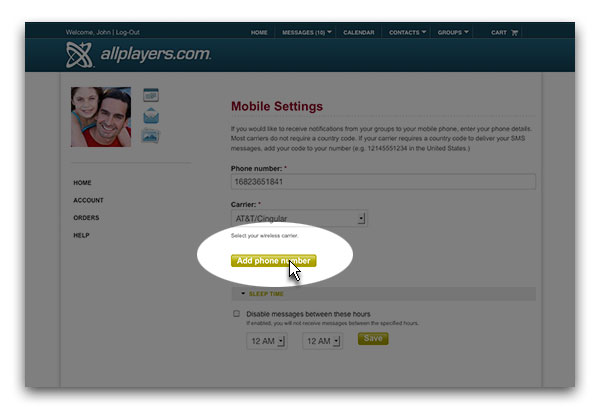 Welcome, John | Log-Out
HOME MESSAGES (10) CALENDAR CONTACTS GROUPS CART
allplayers.com
Mobile Settings
If you would like to receive notifications from your groups to your mobile phone, enter your phone details.
Most carriers do not require a country code. If your carrier requires a country code to deliver your SMS
messages, add your code to your number (e.g. 12145551234 in the United States.)
Phone number: *
16823651841
HOME
ACCOUNT
ORDERS
HELP
Carrier: *
AT&T/Cingular
Select your wireless carrier.
Add phone number
SLEEP TIME
Disable messages between these hours
If enabled, you will not receive messages between the specified hours.
12 AM 12 AM Save